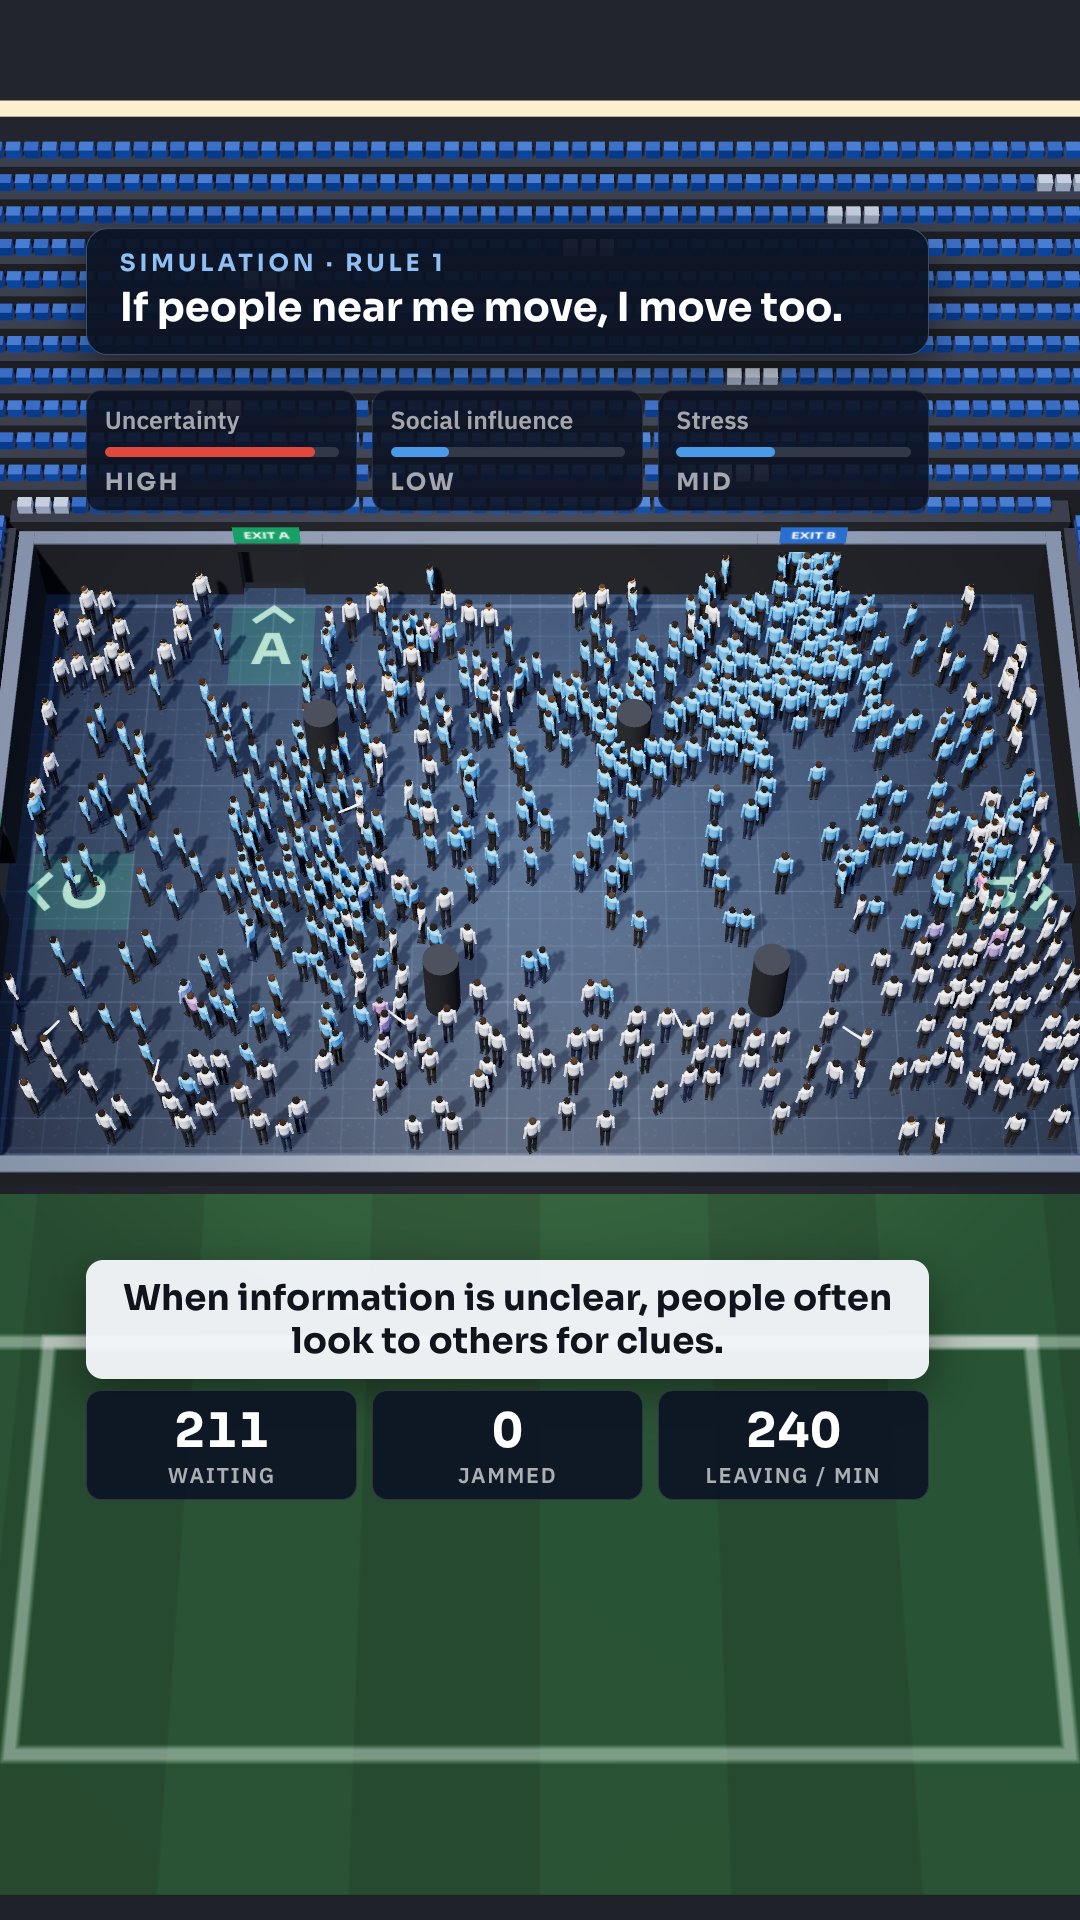 SIMULATION · RULE 1
If people near me move, I move too.
Uncertainty
HIGH
Social influence
LOW
Stress
MID
EXIT A
EXIT B
A
C
When information is unclear, people often
look to others for clues.
211
WAITING
0
JAMMED
240
LEAVING / MIN